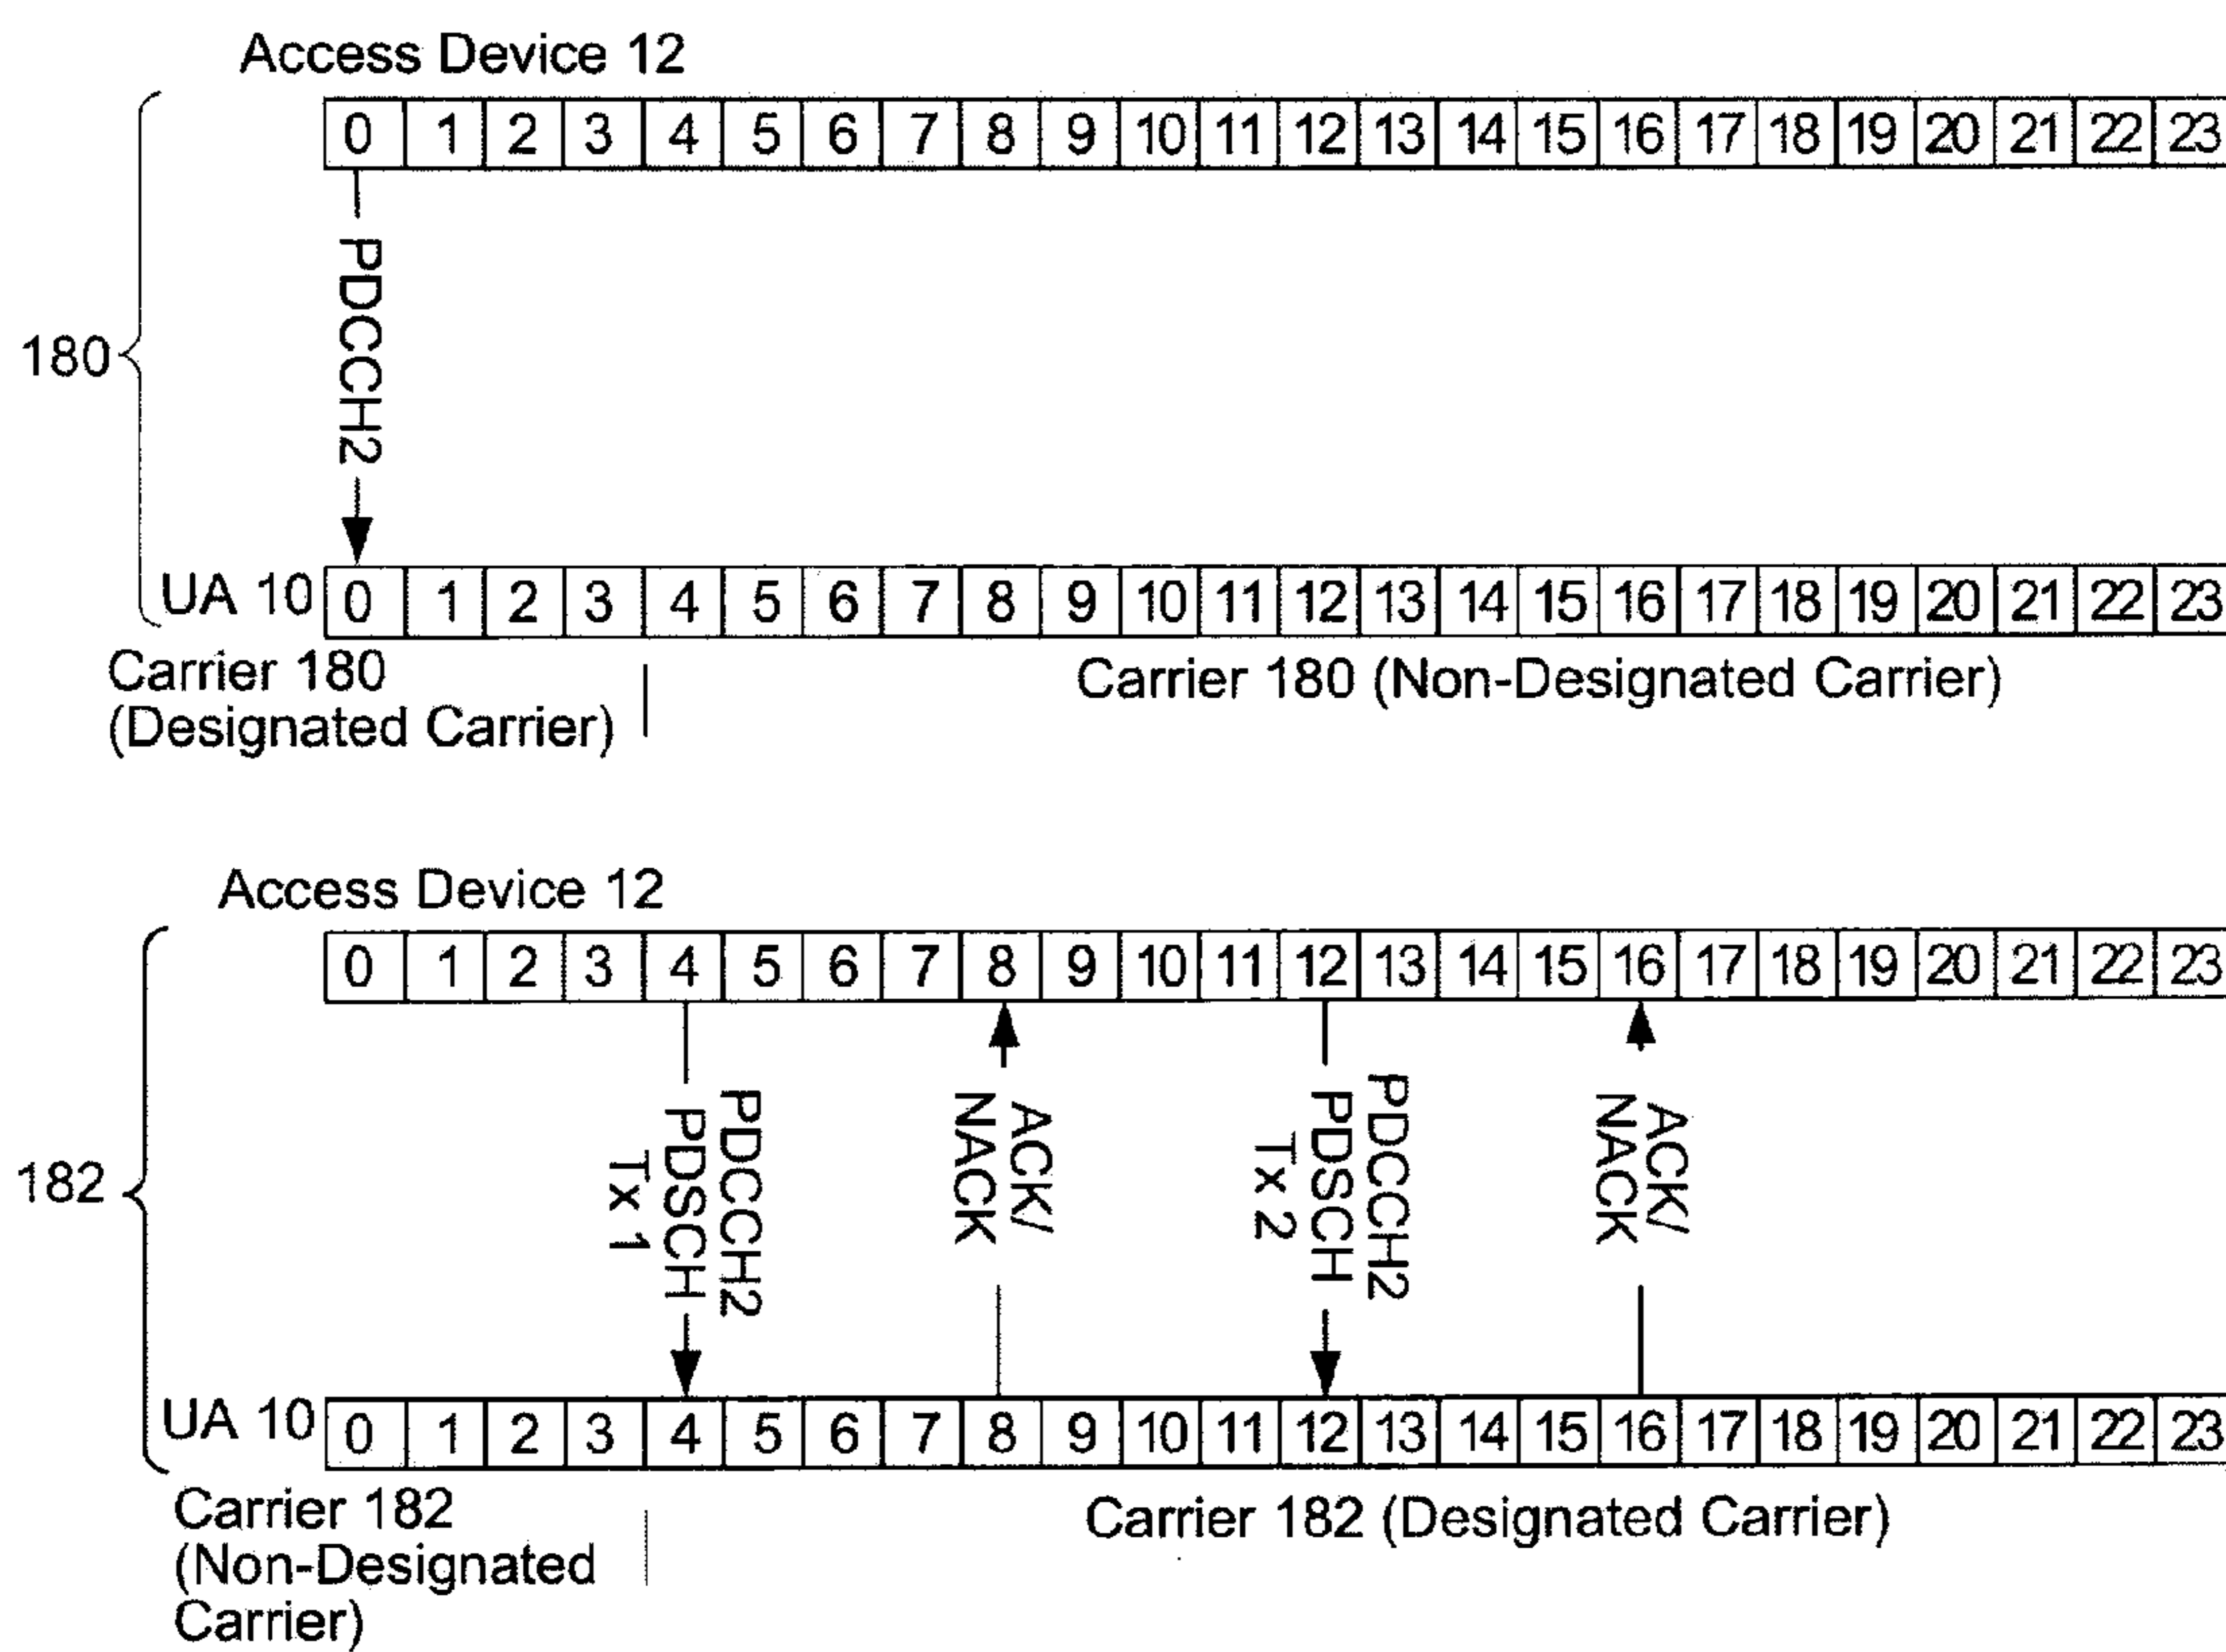 Access Device 12
0 1 2 3 4 5 6 7 8 9 10 11 12 13 14 15 16 17 18 19 20 21 22 23
PDCCH2
180
UA 10
0 1 2 3 4 5 6 7 8 9 10 11 12 13 14 15 16 17 18 19 20 21 22 23
Carrier 180
(Designated Carrier)
Carrier 180 (Non-Designated Carrier)
Access Device 12
0 1 2 3 4 5 6 7 8 9 10 11 12 13 14 15 16 17 18 19 20 21 22 23
182
PDCCH2
PDSCH
Tx 1
ACK/
NACK
PDCCH2
PDSCH
Tx 2
ACK/
NACK
UA 10
0 1 2 3 4 5 6 7 8 9 10 11 12 13 14 15 16 17 18 19 20 21 22 23
Carrier 182
(Non-Designated
Carrier)
Carrier 182 (Designated Carrier)